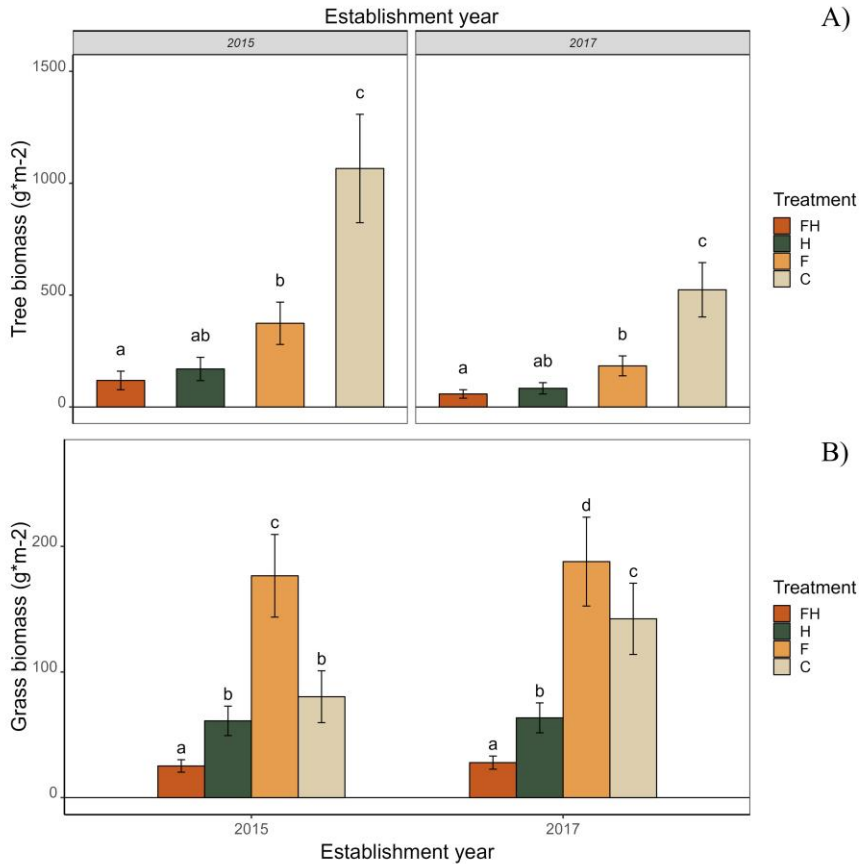 Establishment year
A)
2015
2017
Tree biomass (g*m-2)
1500
1000
500
0
a
ab
b
c
a
ab
b
c
Treatment
FH
H
F
C
B)
Grass biomass (g*m-2)
200
100
0
a
b
c
b
a
b
d
c
2015
2017
Establishment year
Treatment
FH
H
F
C